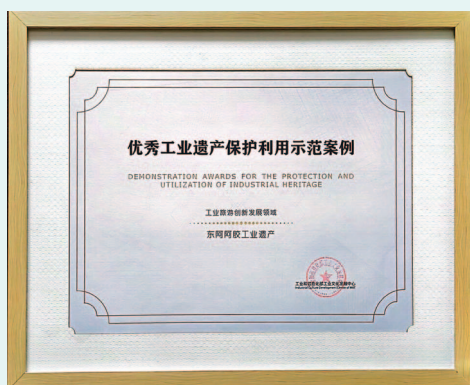 优秀工业遗产保护利用示范案例
DEMONSTRATION AWARDS FOR THE PROTECTION AND
UTILIZATION OF INDUSTRIAL HERITAGE
工业旅游创新发展领域
东阿阿胶工业遗产
工业和信息化部工业文化发展中心